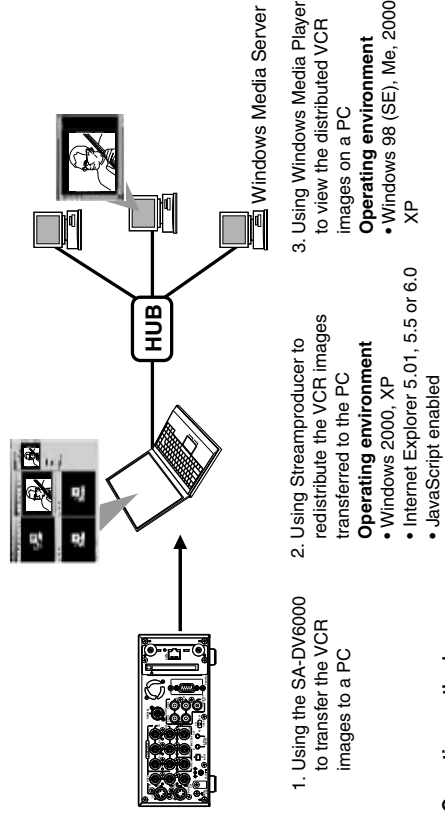 HUB
Windows Media Server
1. Using the SA-DV6000
to transfer the VCR
images to a PC
2. Using Streamproducer to
redistribute the VCR images
transferred to the PC
Operating environment
• Windows 2000, XP
• Internet Explorer 5.01, 5.5 or 6.0
• JavaScript enabled
3. Using Windows Media Player
to view the distributed VCR
images on a PC
Operating environment
• Windows 98 (SE), Me, 2000
XP